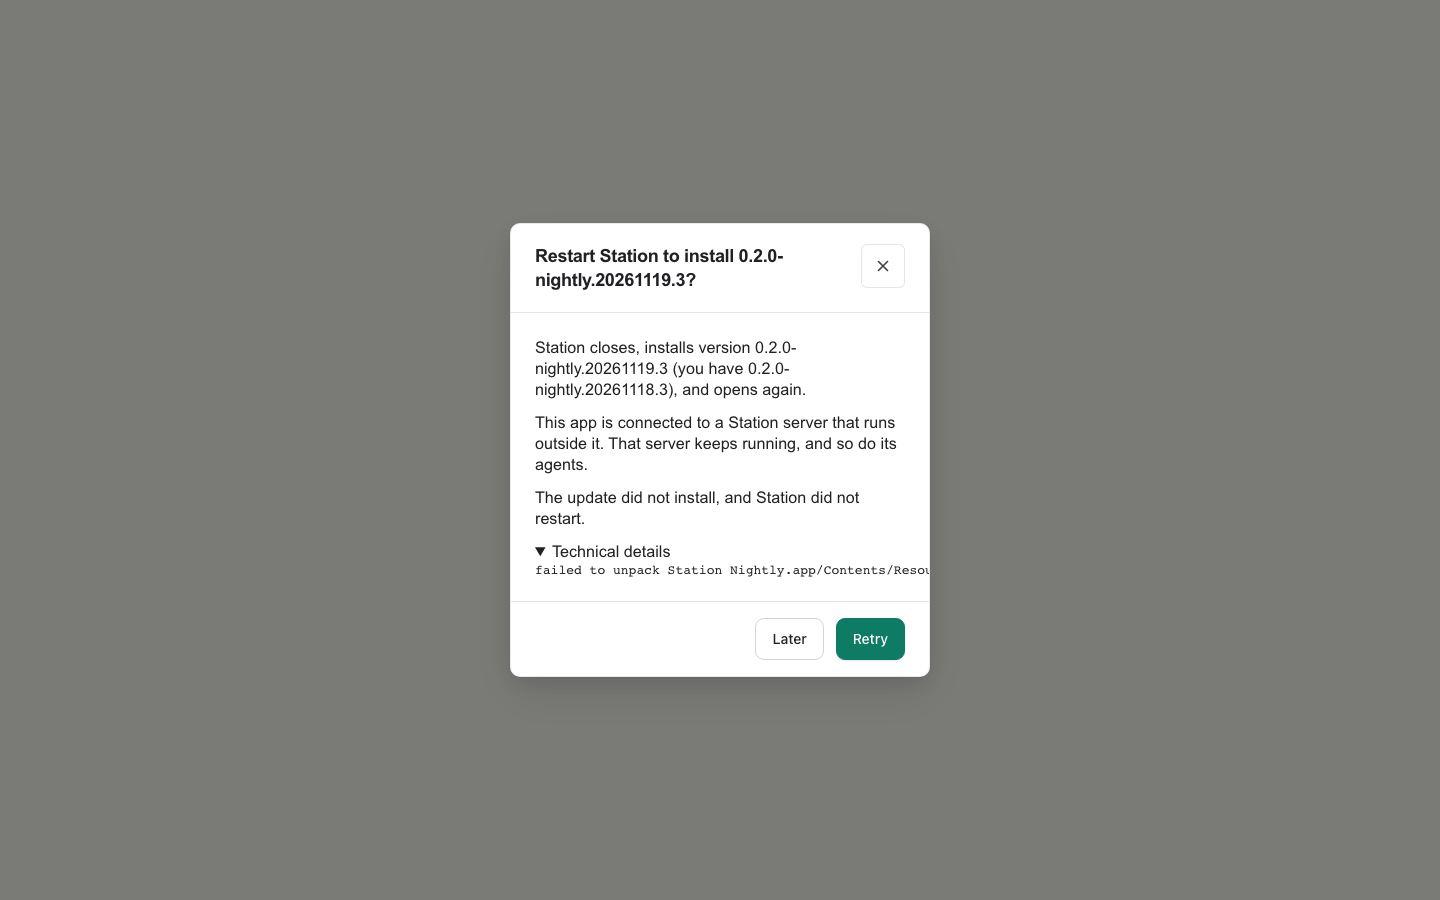 Restart Station to install 0.2.0-
nightly.20261119.3?
Station closes, installs version 0.2.0-
nightly.20261119.3 (you have 0.2.0-
nightly.20261118.3), and opens again.
This app is connected to a Station server that runs
outside it. That server keeps running, and so do its
agents.
The update did not install, and Station did not
restart.
Technical details
failed to unpack Station Nightly.app/Contents/Resou
Later
Retry